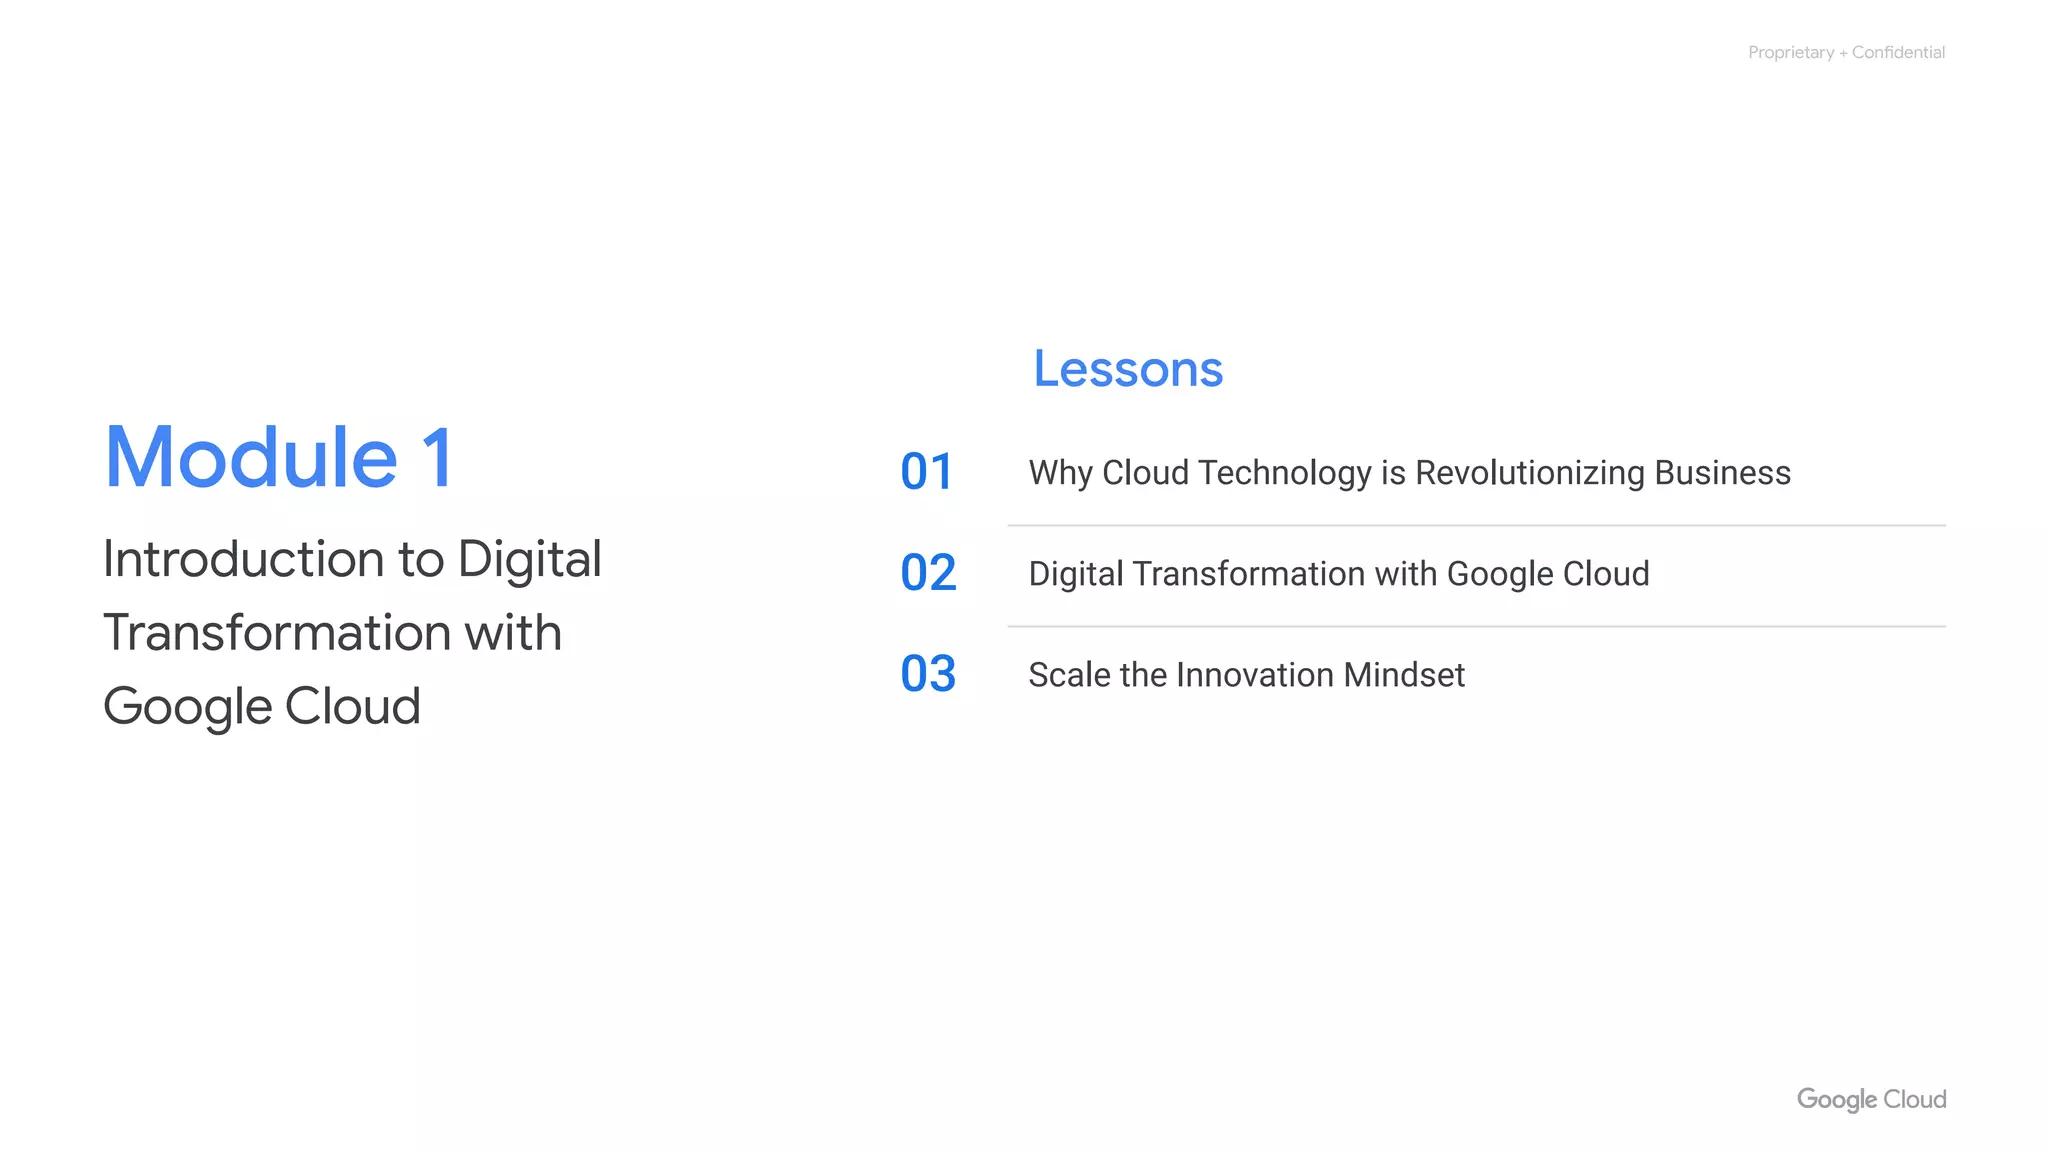 Proprietary + Confidential
Module 1
Introduction to Digital
Transformation with
Google Cloud
Lessons
01 Why Cloud Technology is Revolutionizing Business
02 Digital Transformation with Google Cloud
03 Scale the Innovation Mindset
Google Cloud